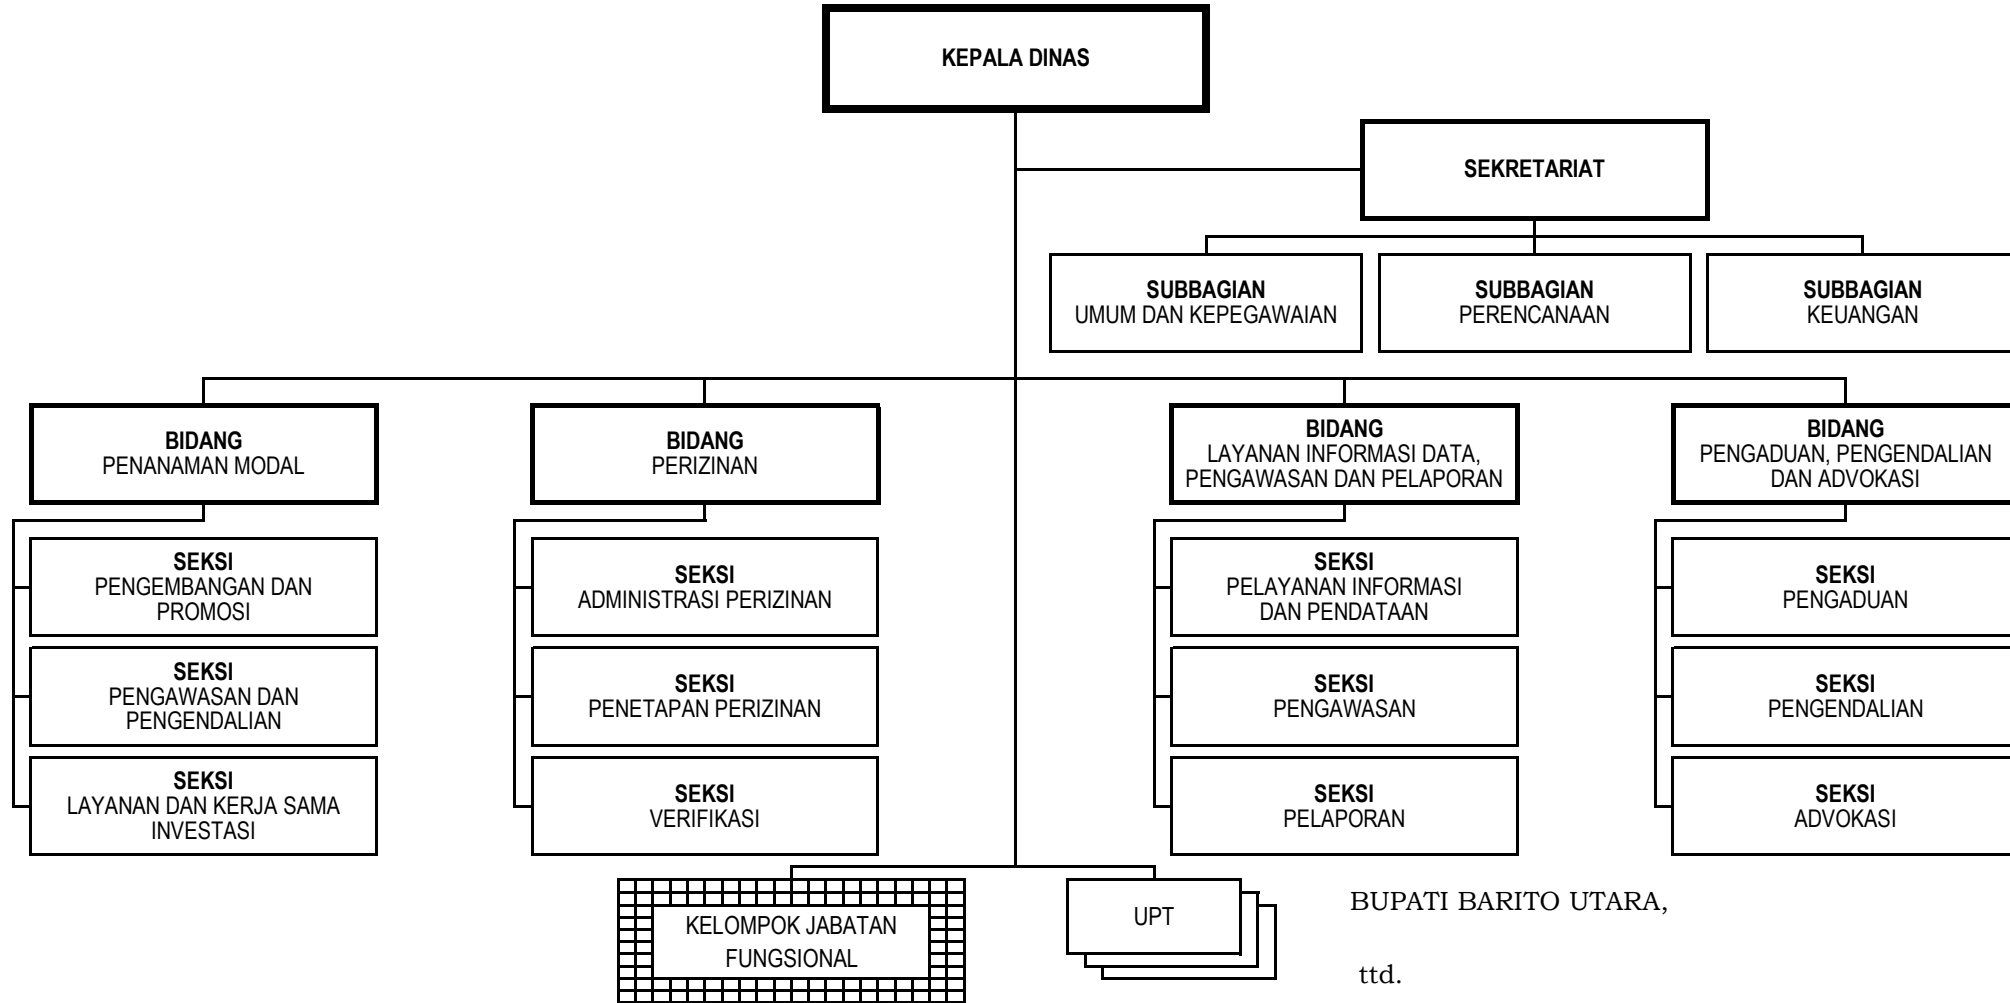 KEPALA DINAS
SEKRETARIAT
SUBBAGIAN
UMUM DAN KEPEGAWAIAN
SUBBAGIAN
PERENCANAAN
SUBBAGIAN
KEUANGAN
BIDANG
PENANAMAN MODAL
BIDANG
PERIZINAN
BIDANG
LAYANAN INFORMASI DATA,
PENGAWASAN DAN PELAPORAN
BIDANG
PENGADUAN, PENGENDALIAN
DAN ADVOKASI
SEKSI
PENGEMBANGAN DAN
PROMOSI
SEKSI
ADMINISTRASI PERIZINAN
SEKSI
PELAYANAN INFORMASI
DAN PENDATAAN
SEKSI
PENGADUAN
SEKSI
PENGAWASAN DAN
PENGENDALIAN
SEKSI
PENETAPAN PERIZINAN
SEKSI
PENGAWASAN
SEKSI
PENGENDALIAN
SEKSI
LAYANAN DAN KERJA SAMA
INVESTASI
SEKSI
VERIFIKASI
SEKSI
PELAPORAN
SEKSI
ADVOKASI
KELOMPOK JABATAN
FUNGSIONAL
UPT
BUPATI BARITO UTARA,
ttd.